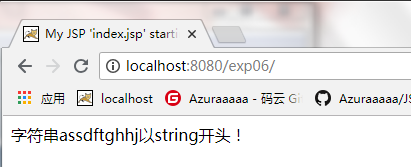 My JSP 'index.jsp' starti
localhost:8080/exp06/
应用 localhost Azuraaaaa - 码云 Gi Azuraaaaa/JS
字符串assdftghhj以string开头！